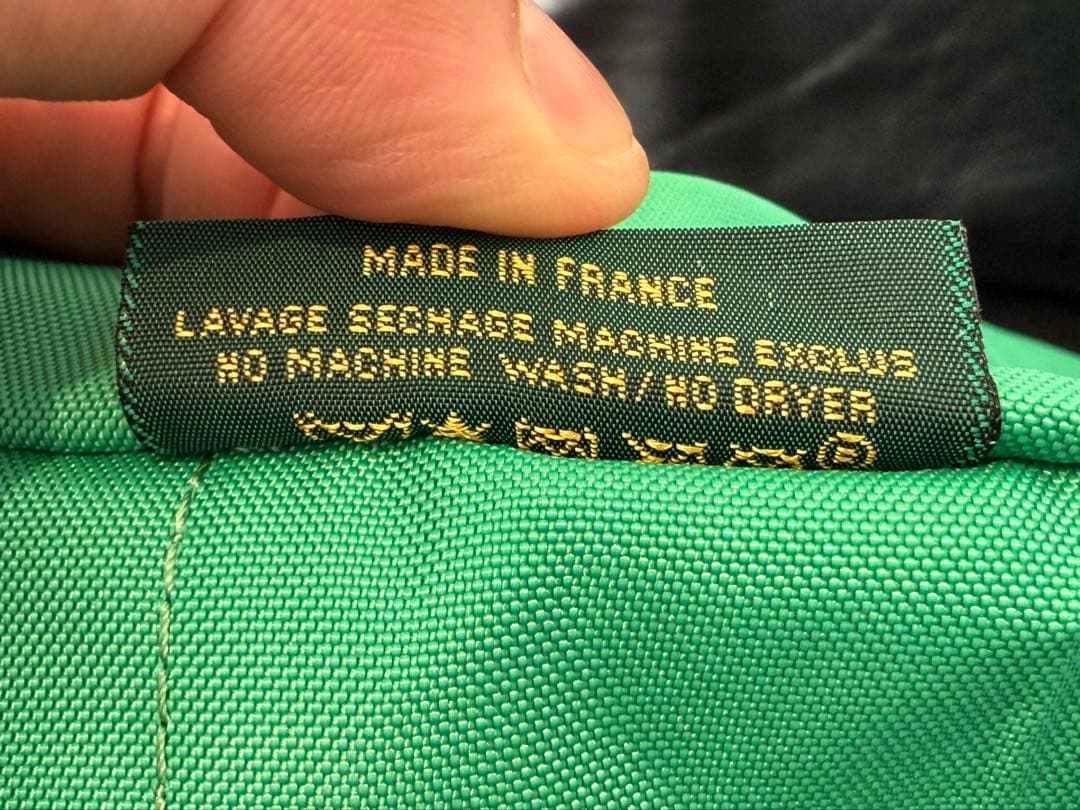 MADE IN FRANCE
LAVAGE SECHAGE MACHINE EXCLUS
NO MACHINE WASH/NO DRYER